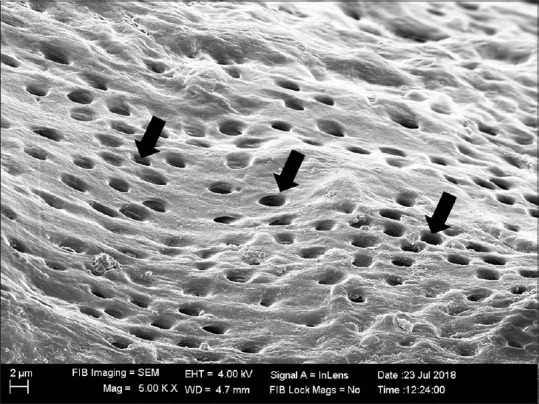 2 µm FIB Imaging = SEM EHT = 4.00 kV Signal A = InLens Date :23 Jul 2018
Mag = 5.00 K X WD = 4.7 mm FIB Lock Mags = No Time :12:24:00